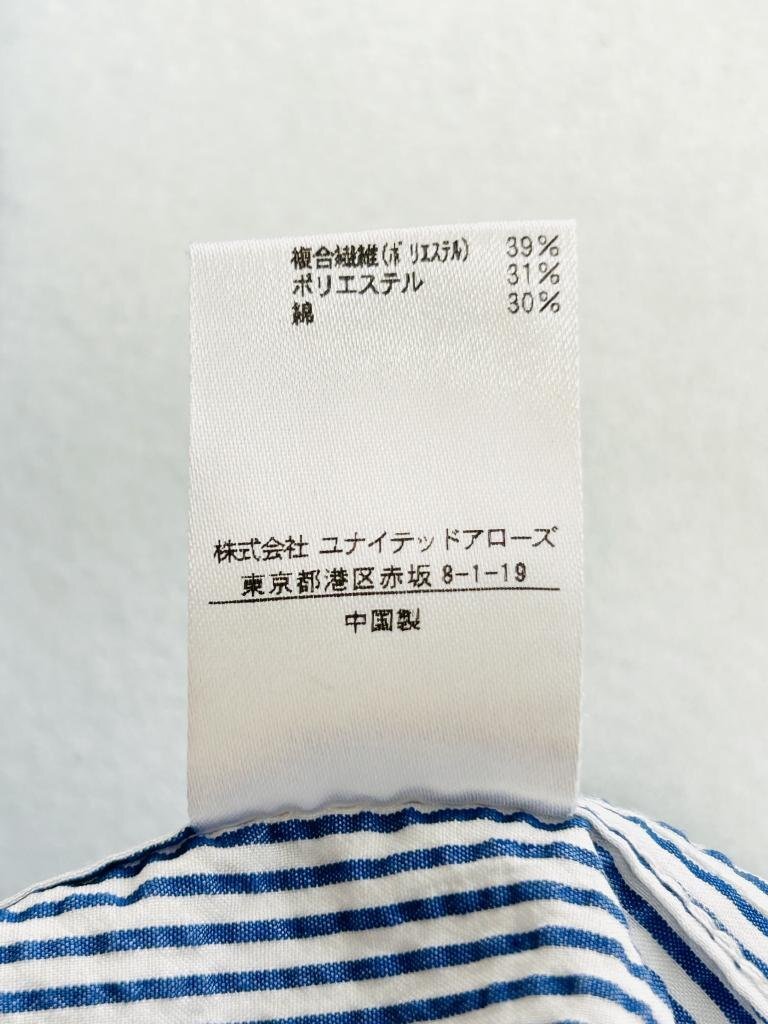 複合繊維(ポリエステル) 39%
ポリエステル 31%
綿 30%
株式会社 ユナイテッドアローズ
東京都港区赤坂 8-1-19
中国製